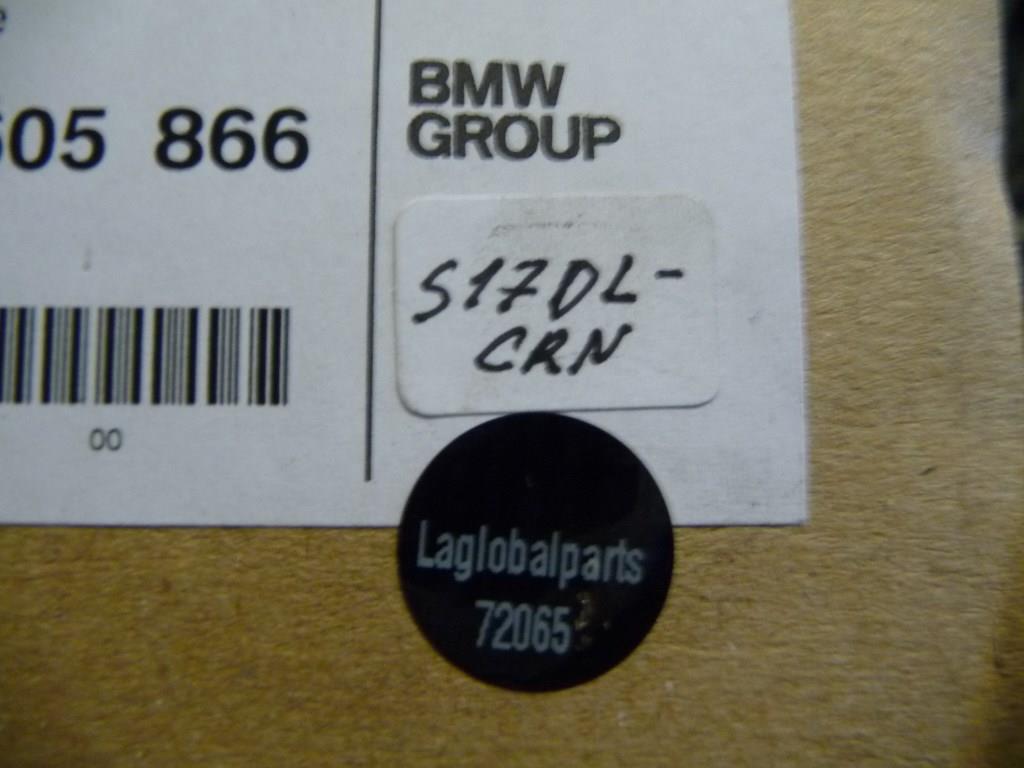 605 866
BMW
GROUP
S17DL-
CRN
00
Laglobalparts
72065